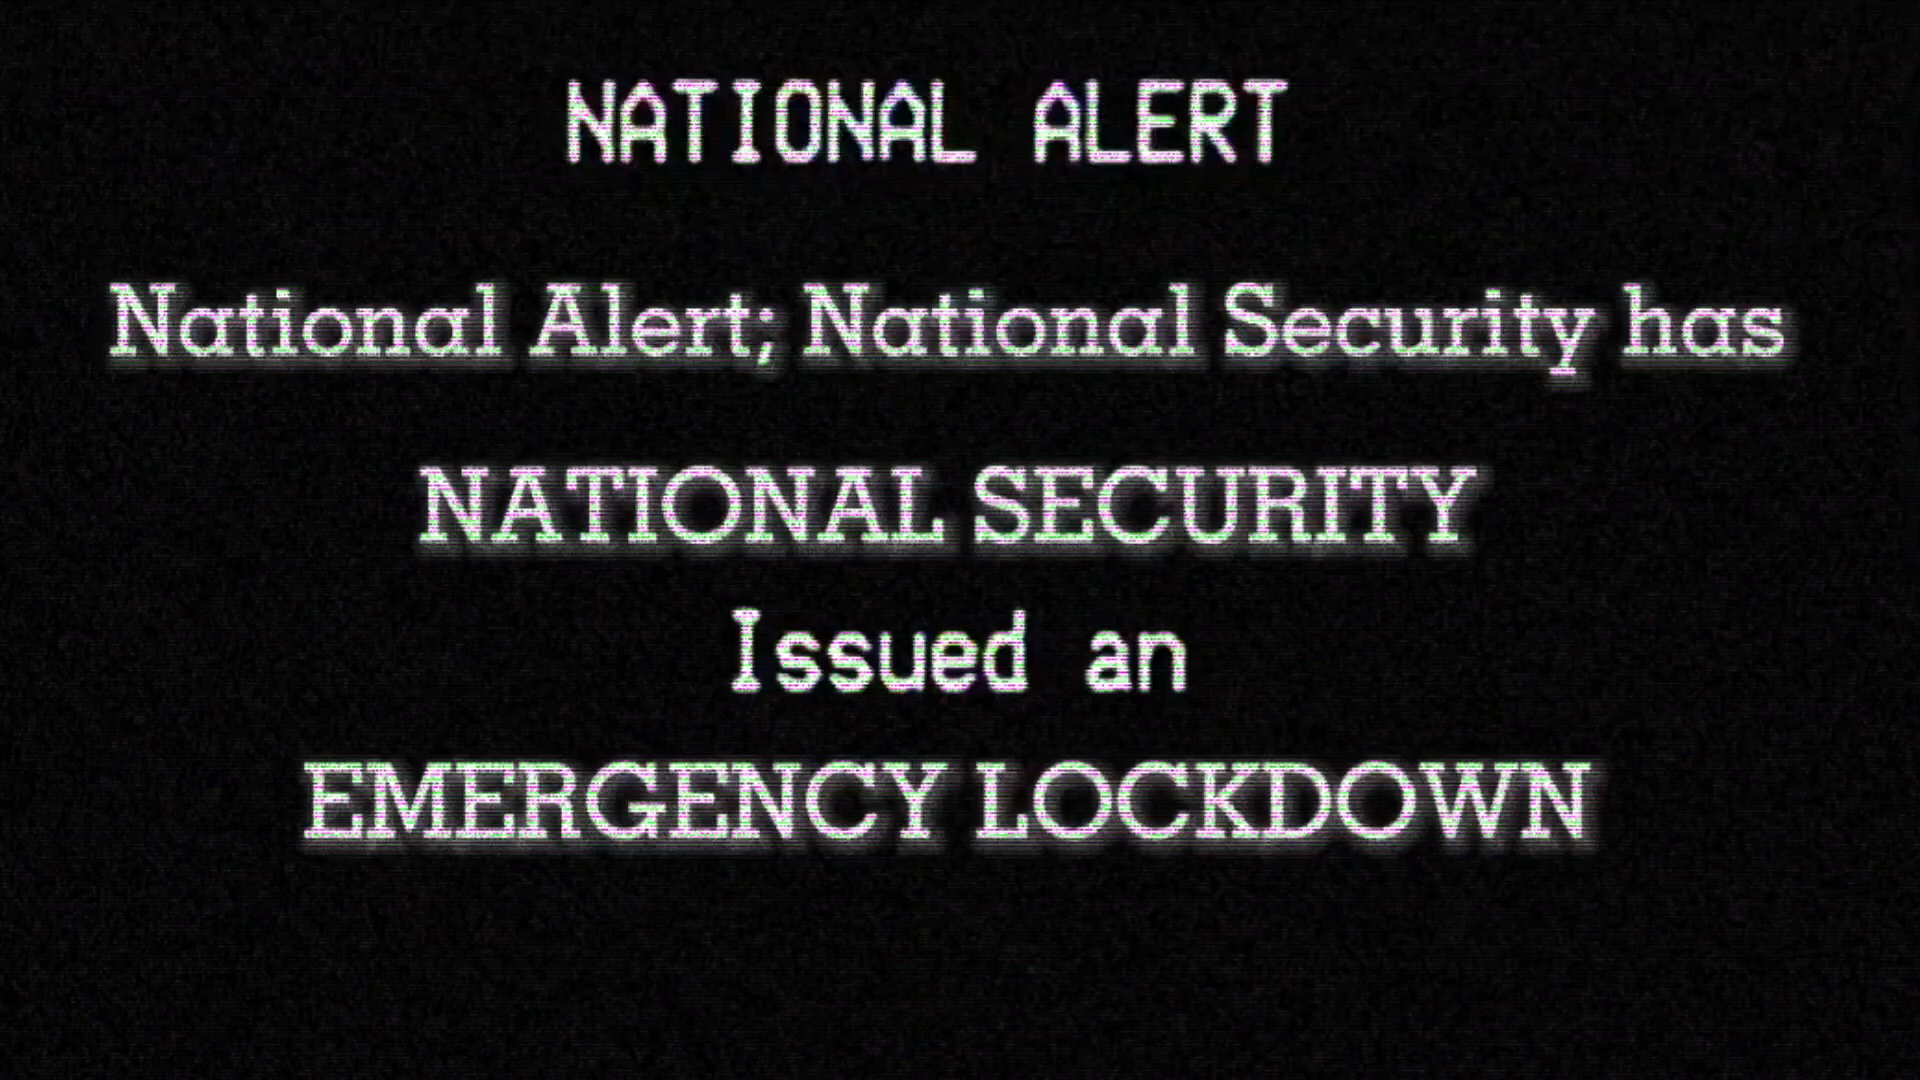 NATIONAL ALERT
National Alert; National Security has
NATIONAL SECURITY
Issued an
EMERGENCY LOCKDOWN